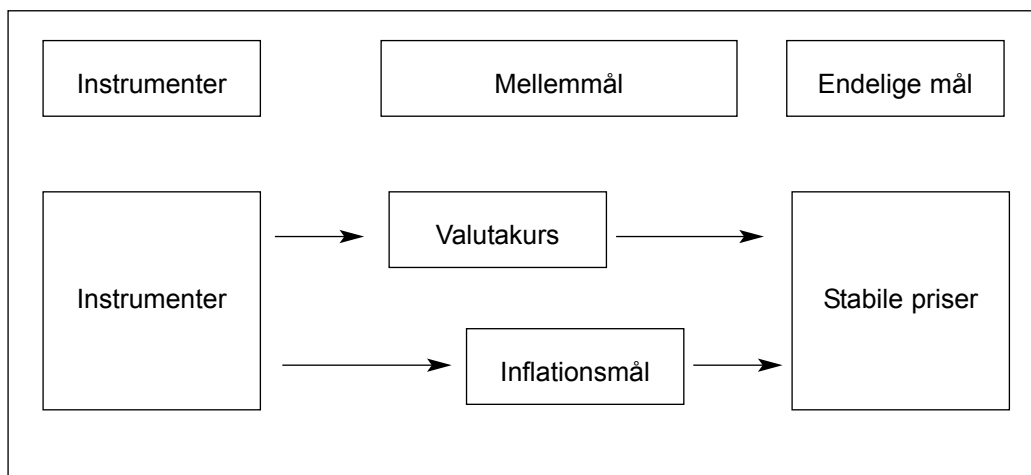 Instrumenter
Mellemmål
Endelige mål
Instrumenter
Valutakurs
Stabile priser
Inflationsmål